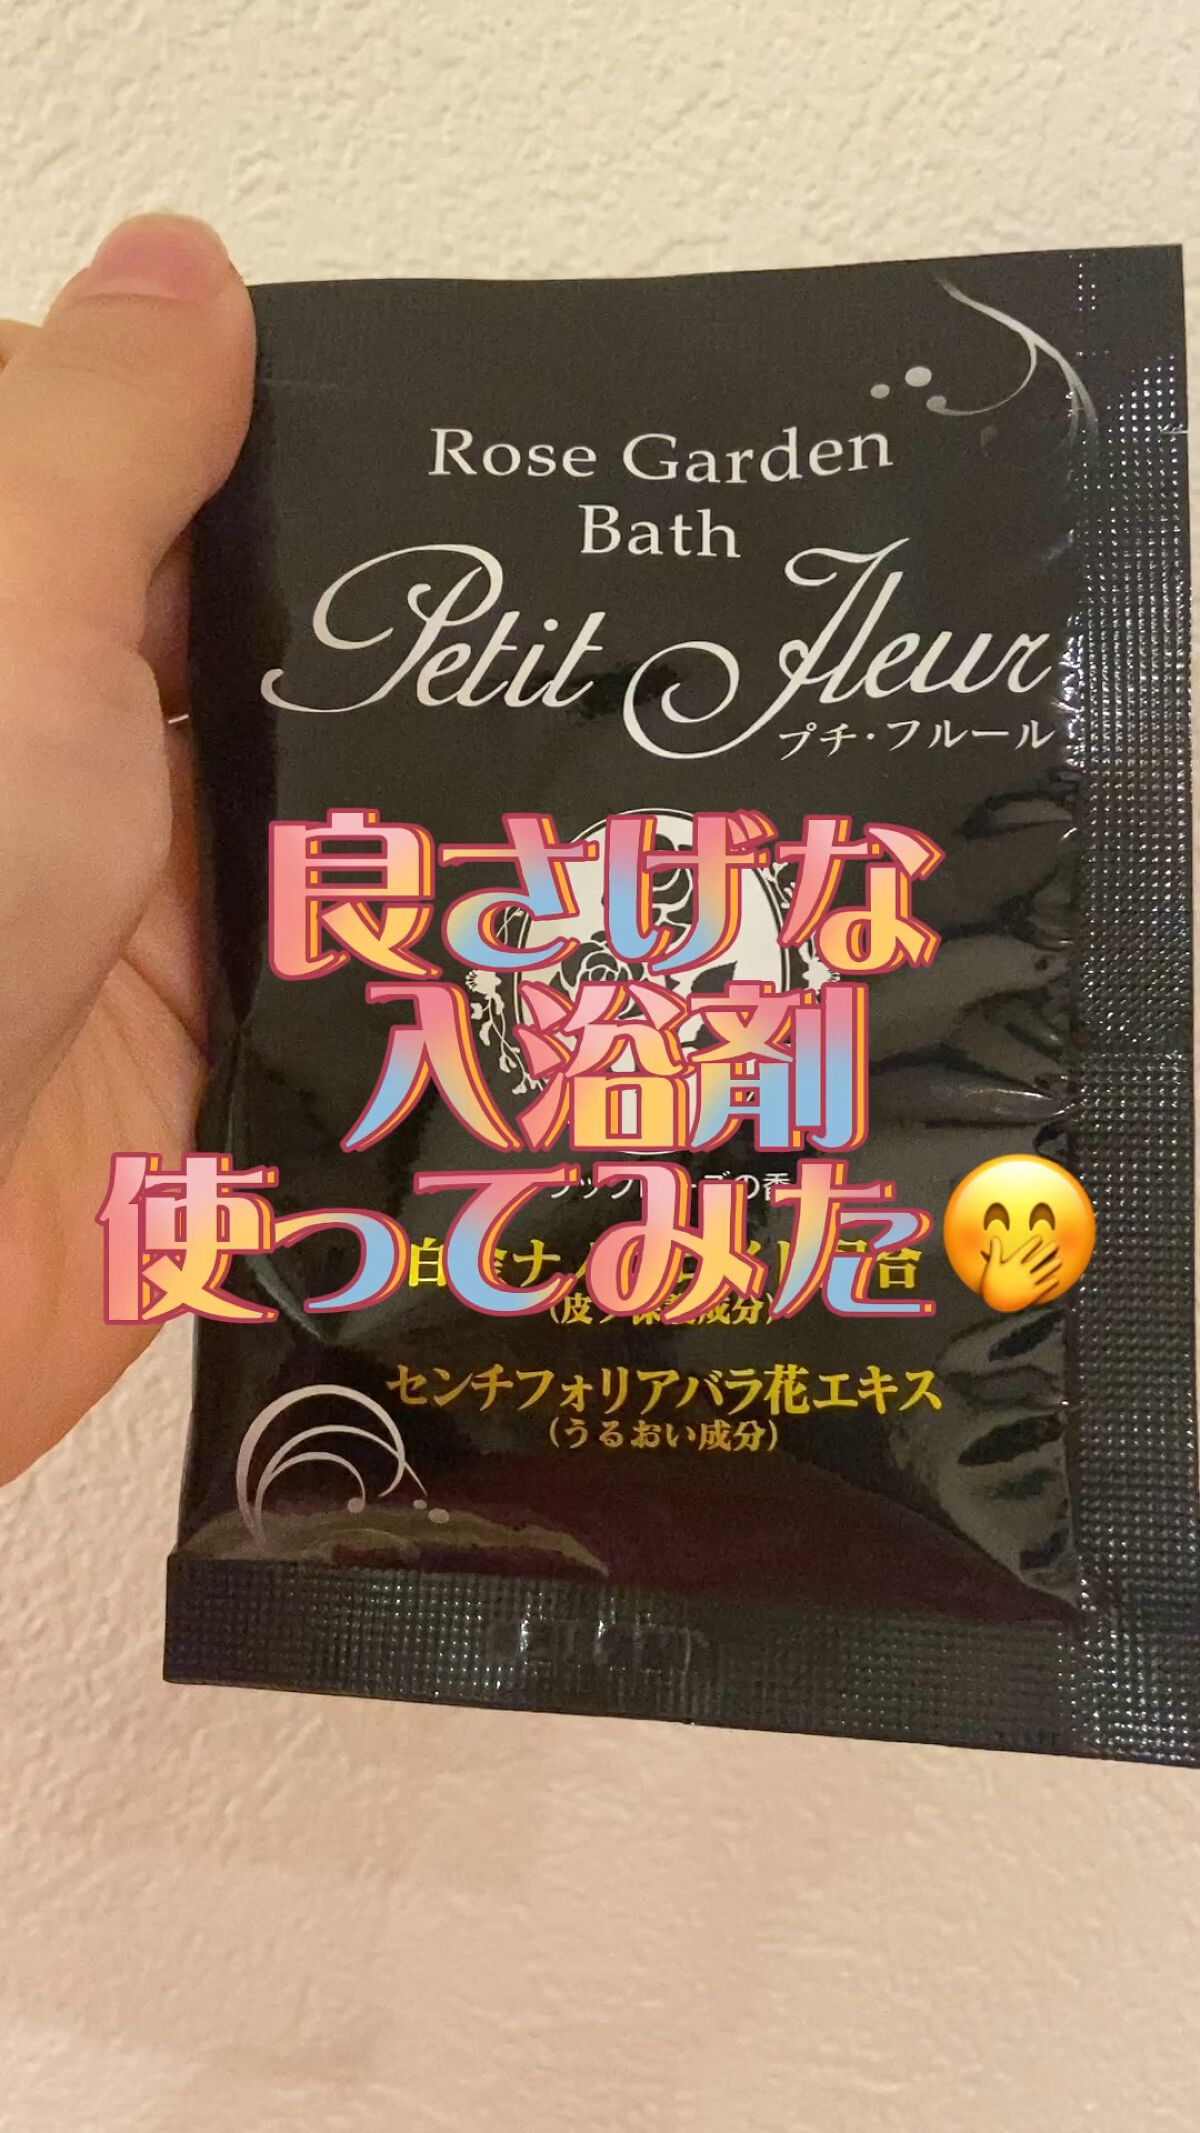 Rose Garden
Bath
Petit Fleur
プチ・フルール
良さげな
入浴剤
使ってみた🤭
センチフォリアバラ花エキス
(うるおい成分)